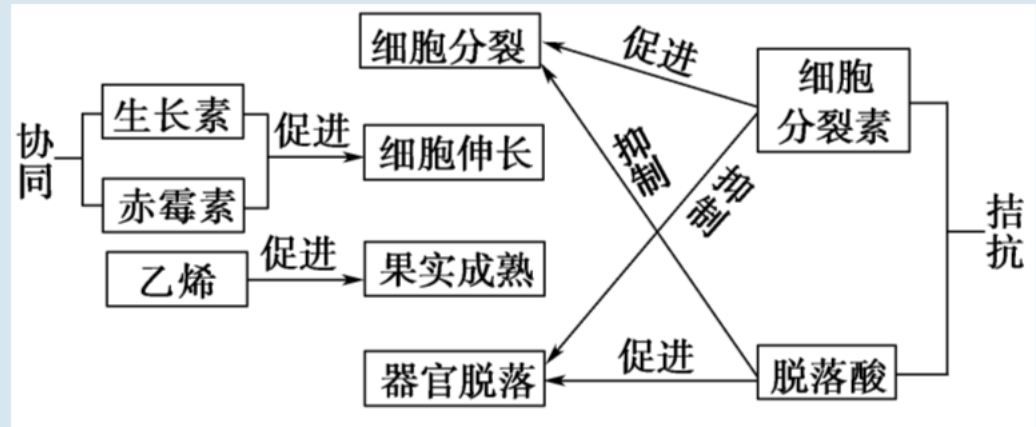 细胞分裂
促进
细胞
分裂素
协同
生长素
促进
细胞伸长
抑制
抑制
赤霉素
拮抗
乙烯
促进
果实成熟
器官脱落
促进
脱落酸